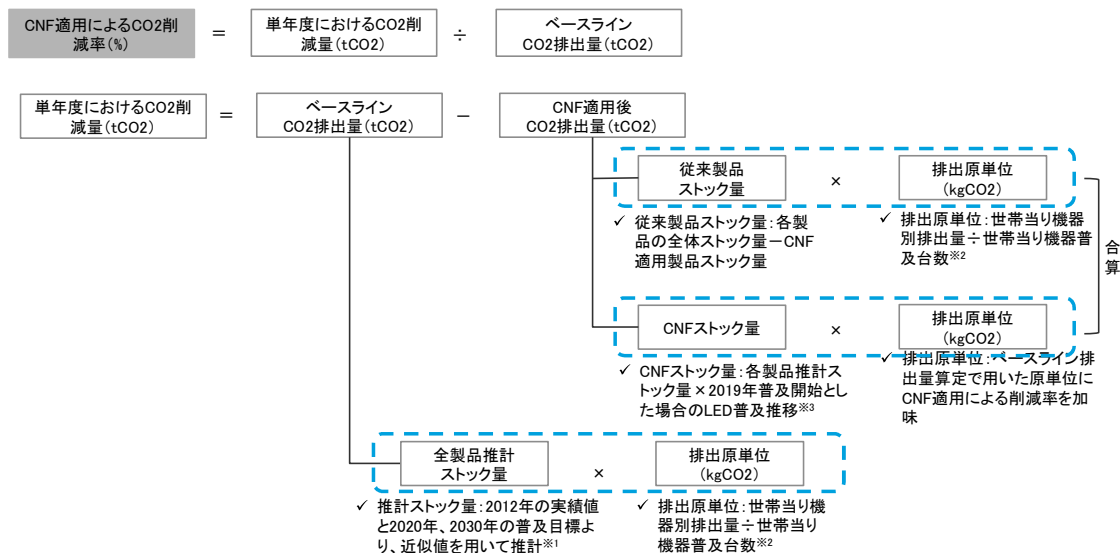 CNF適用によるCO2削
減率(%)
=
単年度におけるCO2削
減量(tCO2)
÷
ベースライン
CO2排出量(tCO2)
単年度におけるCO2削
減量(tCO2)
=
ベースライン
CO2排出量(tCO2)
−
CNF適用後
CO2排出量(tCO2)
従来製品
ストック量
×
排出原単位
(kgCO2)
✓ 従来製品ストック量:各製
品の全体ストック量-CNF
適用製品ストック量
✓ 排出原単位:世帯当り機器
別排出量÷世帯当り機器普
及台数※2
合
算
CNFストック量
×
排出原単位
(kgCO2)
✓ CNFストック量:各製品推計ス
トック量×2019年普及開始とし
た場合のLED普及推移※3
✓ 排出原単位:ベースライン排
出量算定で用いた原単位に
CNF適用による削減率を加
味
全製品推計
ストック量
×
排出原単位
(kgCO2)
✓ 推計ストック量:2012年の実績値
と2020年、2030年の普及目標よ
り、近似値を用いて推計※1
✓ 排出原単位:世帯当り機
器別排出量÷世帯当り
機器普及台数※2